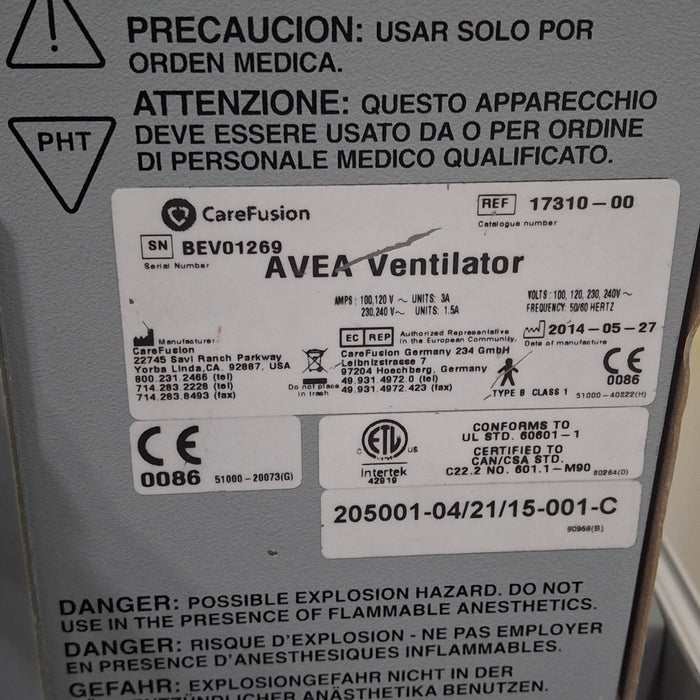 PRECAUCION: USAR SOLO POR
ORDEN MEDICA.
ATTENZIONE: QUESTO APPARECCHIO
DEVE ESSERE USATO DA O PER ORDINE
DI PERSONALE MEDICO QUALIFICATO.
PHT
CareFusion
REF 17310-00
Catalogue number
SN BEV01269
Serial Number
AVEA Ventilator
AMPS: 100,120 V ~ UNITS: 3A
230,240 V ~ UNITS: 1.5A
VOLTS: 100, 120, 230, 240V ~
FREQUENCY: 50/60 HERTZ
Manufacturer
CareFusion
22745 Savi Ranch Parkway
Yorba Linda,CA. 92887. USA
800.231.2466 (tel)
714.283.2228 (tel)
714.283.8493 (fax)
Do not place
in trash
EC REP Authorized Representative
in the European Community.
CareFusion Germany 234 GmbH
Leibnizstrasse 7
97204 Hoechberg, Germany
49.931.4972.0 (tel)
49.931.4972.423 (fax)
2014-05-27
Date of manufacture
CE
0086
TYPE B CLASS 1
51000-40822(H)
CE
0086
51000-20073(G)
C ETL US
Intertek
42919
CONFORMS TO
UL STD. 60601-1
CERTIFIED TO
CAN/CSA STD.
C22.2 NO. 601.1-M90
80264(D)
205001-04/21/15-001-C
80958(B)
DANGER: POSSIBLE EXPLOSION HAZARD. DO NOT
USE IN THE PRESENCE OF FLAMMABLE ANESTHETICS.
DANGER: RISQUE D'EXPLOSION - NE PAS EMPLOYER
EN PRESENCE D'ANESTHESIQUES INFLAMMABLES.
GEFAHR: EXPLOSIONGEFAHR NICHT IN DER
ENTZÜNDLICHER ANÄSTHETIKA BENUTZEN.